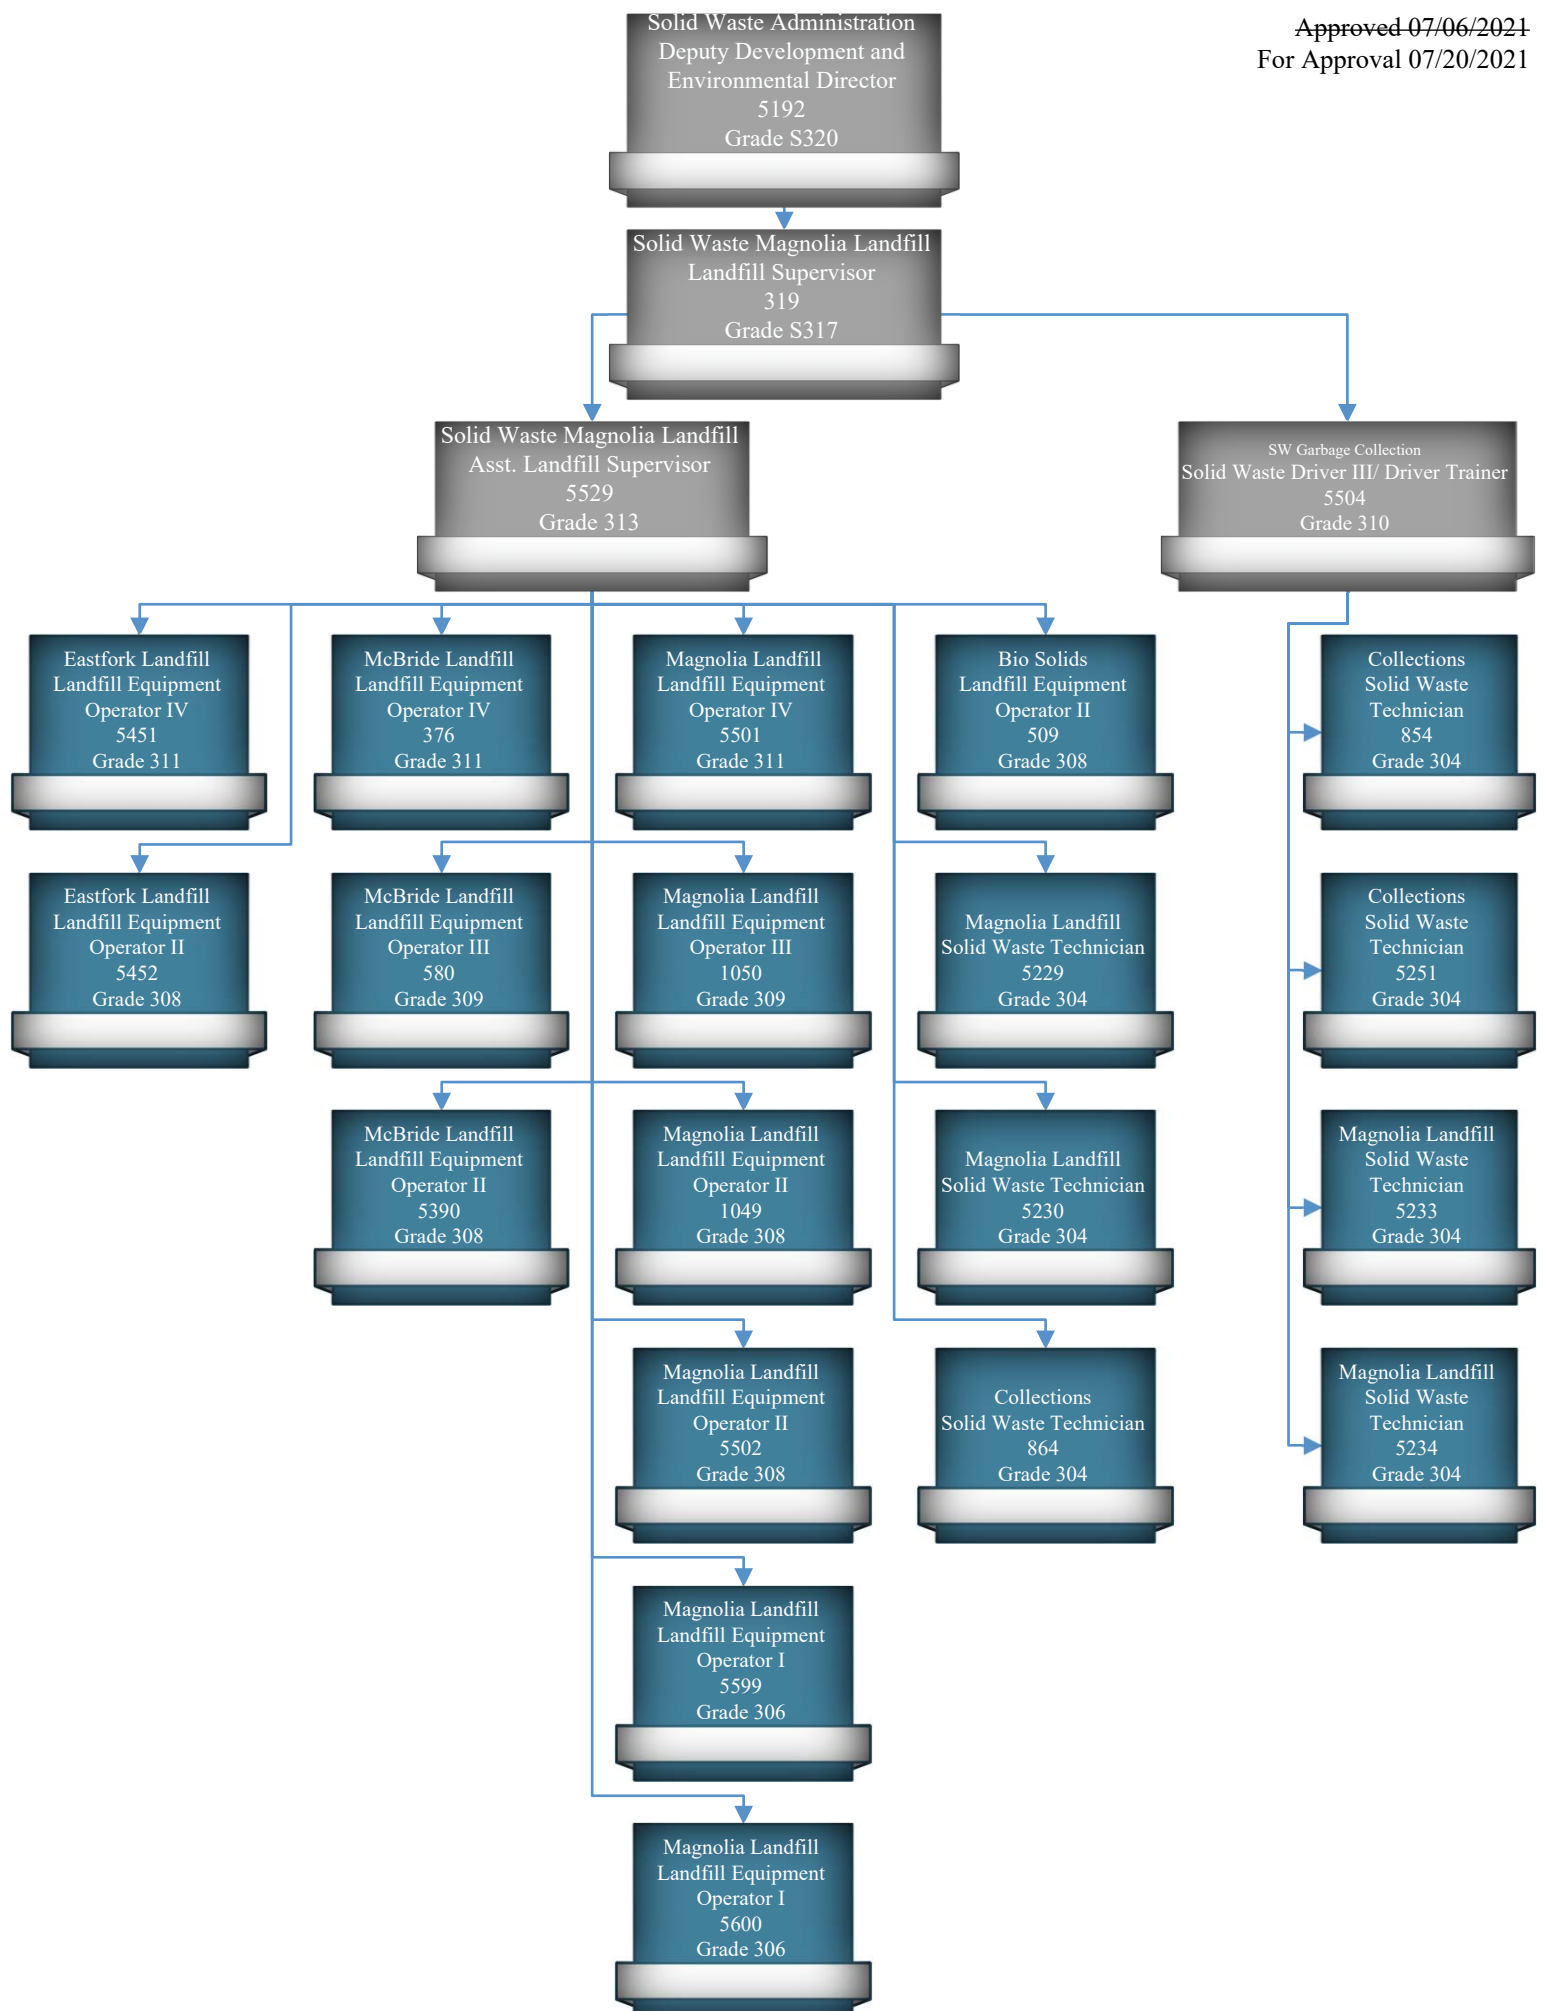 Approved 07/06/2021
For Approval 07/20/2021
Solid Waste Administration
Deputy Development and
Environmental Director
5192
Grade S320
Solid Waste Magnolia Landfill
Landfill Supervisor
319
Grade S317
Solid Waste Magnolia Landfill
Asst. Landfill Supervisor
5529
Grade 313
SW Garbage Collection
Solid Waste Driver III/ Driver Trainer
5504
Grade 310
Eastfork Landfill
Landfill Equipment
Operator IV
5451
Grade 311
McBride Landfill
Landfill Equipment
Operator IV
376
Grade 311
Magnolia Landfill
Landfill Equipment
Operator IV
5501
Grade 311
Bio Solids
Landfill Equipment
Operator II
509
Grade 308
Collections
Solid Waste
Technician
854
Grade 304
Eastfork Landfill
Landfill Equipment
Operator II
5452
Grade 308
McBride Landfill
Landfill Equipment
Operator III
580
Grade 309
Magnolia Landfill
Landfill Equipment
Operator III
1050
Grade 309
Magnolia Landfill
Solid Waste Technician
5229
Grade 304
Collections
Solid Waste
Technician
5251
Grade 304
McBride Landfill
Landfill Equipment
Operator II
5390
Grade 308
Magnolia Landfill
Landfill Equipment
Operator II
1049
Grade 308
Magnolia Landfill
Solid Waste Technician
5230
Grade 304
Magnolia Landfill
Solid Waste
Technician
5233
Grade 304
Magnolia Landfill
Landfill Equipment
Operator II
5502
Grade 308
Collections
Solid Waste Technician
864
Grade 304
Magnolia Landfill
Solid Waste
Technician
5234
Grade 304
Magnolia Landfill
Landfill Equipment
Operator I
5599
Grade 306
Magnolia Landfill
Landfill Equipment
Operator I
5600
Grade 306